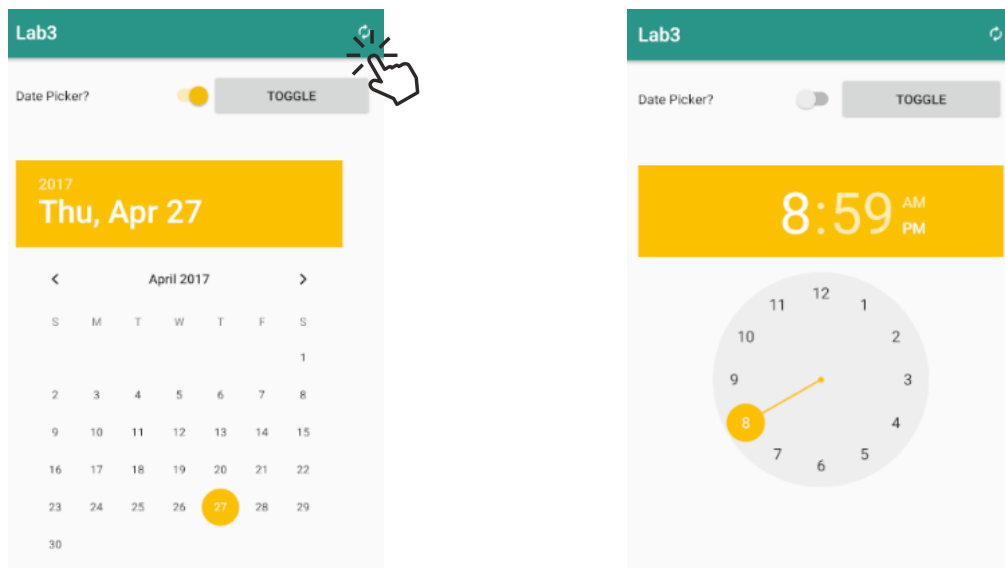 Lab3
Date Picker? TOGGLE
2017
Thu, Apr 27
April 2017
S M T W T F S
1
2 3 4 5 6 7 8
9 10 11 12 13 14 15
16 17 18 19 20 21 22
23 24 25 26 27 28 29
30
Lab3
Date Picker? TOGGLE
8:59 AM
PM
12
11 1
10 2
9 3
8 4
7 5
6